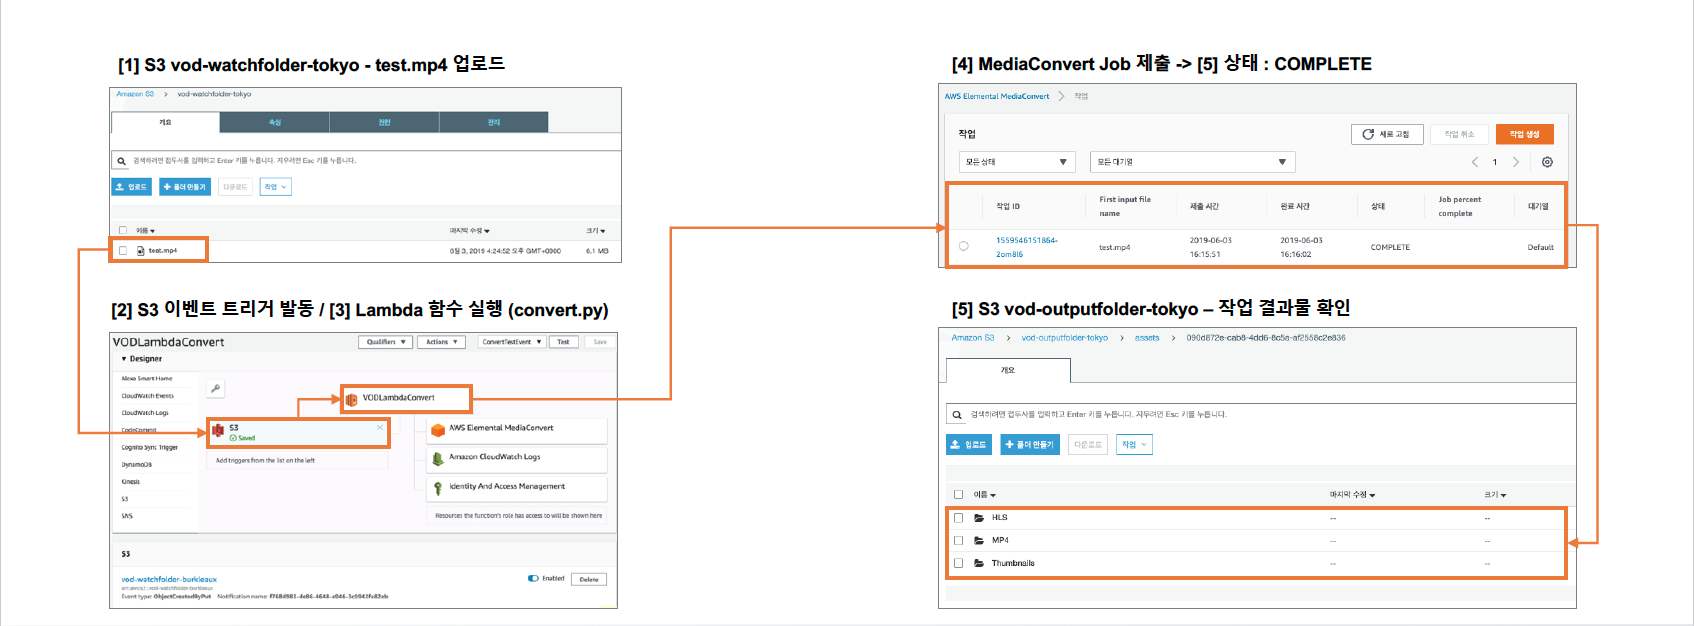 [1] S3 vod-watchfolder-tokyo - test.mp4 업로드
Amazon S3 > vod-watchfolder-tokyo
개요 속성 권한 관리
검색하려면 접두사를 입력하고 Enter 키를 누릅니다. 지우려면 Esc 키를 누릅니다.
업로드 + 폴더 만들기 다운로드 작업
이름 마지막 수정 크기
test.mp4 6월 3, 2019 4:24:52 오후 GMT+0900 6.1 MB
[2] S3 이벤트 트리거 발동 / [3] Lambda 함수 실행 (convert.py)
VODLambdaConvert Qualifiers Actions ConvertTestEvent Test Save
Designer
Alexa Smart Home
CloudWatch Events
CloudWatch Logs
CodeCommit
Cognito Sync Trigger
DynamoDB
Kinesis
S3
SNS
VODLambdaConvert
S3
Saved
Add triggers from the list on the left
AWS Elemental MediaConvert
Amazon CloudWatch Logs
Identity And Access Management
Resources the function's role has access to will be shown here
S3
vod-watchfolder-burkleaux Enabled Delete
arn:aws:s3:::vod-watchfolder-burkleaux
Event type: ObjectCreatedByPut Notification name:
[4] MediaConvert Job 제출 -> [5] 상태 : COMPLETE
AWS Elemental MediaConvert > 작업
작업 새로 고침 작업 취소 작업 생성
모든 상태 모든 대기열 < 1 >
작업 ID First input file name 제출 시간 완료 시간 상태 Job percent complete 대기열
1559546151864-2om8l6 test.mp4 2019-06-03 16:15:51 2019-06-03 16:16:02 COMPLETE Default
[5] S3 vod-outputfolder-tokyo – 작업 결과물 확인
Amazon S3 > vod-outputfolder-tokyo > assets > 090d872e-cab8-4dd6-8c5a-af2558c2e836
개요
검색하려면 접두사를 입력하고 Enter 키를 누릅니다. 지우려면 Esc 키를 누릅니다.
업로드 + 폴더 만들기 다운로드 작업
이름 마지막 수정 크기
HLS -- --
MP4 -- --
Thumbnails -- --